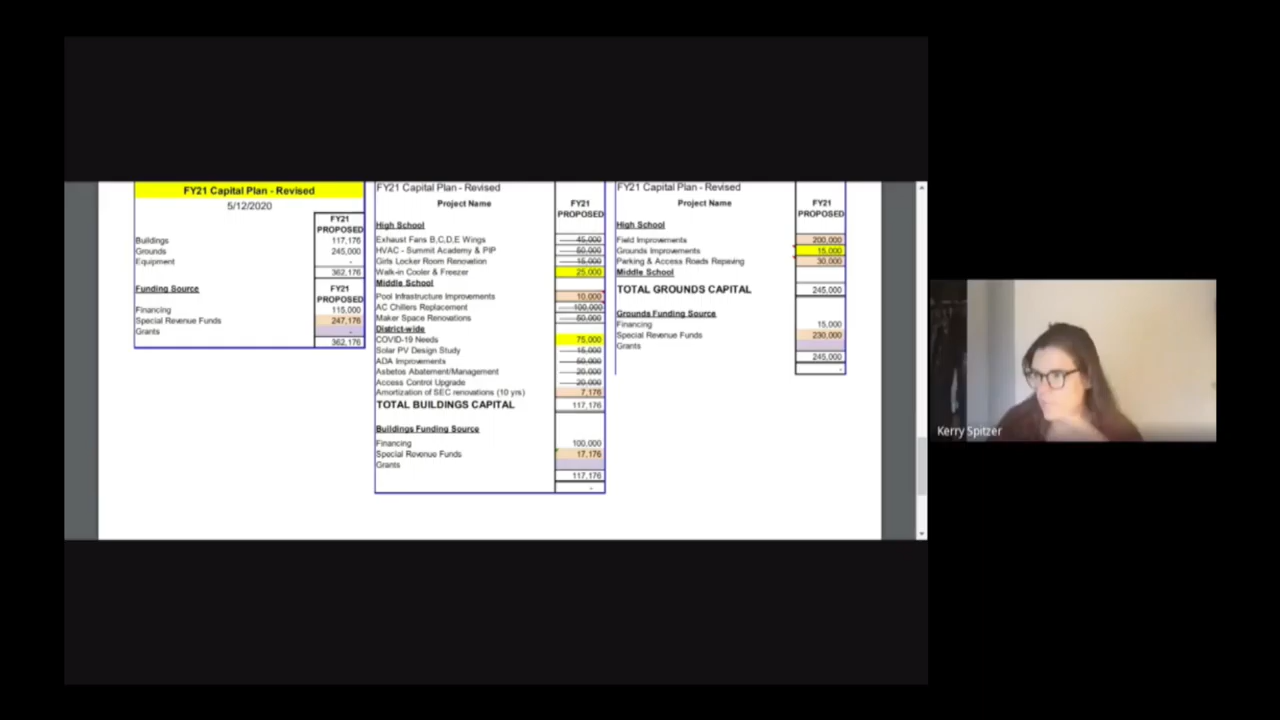 FY21 Capital Plan - Revised
5/12/2020
FY21
PROPOSED
Buildings 117,176
Grounds 245,000
Equipment -
362,176
Funding Source FY21
PROPOSED
Financing 115,000
Special Revenue Funds 247,176
Grants -
362,176
FY21 Capital Plan - Revised
Project Name FY21
PROPOSED
High School
Exhaust Fans B,C,D,E Wings 45,000
HVAC - Summit Academy & PIP 60,000
Girls Locker Room Renovation 15,000
Walk-in Cooler & Freezer 25,000
Middle School
Pool Infrastructure Improvements 10,000
AC Chillers Replacement 100,000
Maker Space Renovations 50,000
District-wide
COVID-19 Needs 75,000
Solar PV Design Study 15,000
ADA Improvements 50,000
Asbetos Abatement/Management 20,000
Access Control Upgrade 20,000
Amortization of SEC renovations (10 yrs) 7,176
TOTAL BUILDINGS CAPITAL 117,176
Buildings Funding Source
Financing 100,000
Special Revenue Funds 17,176
Grants
117,176
-
FY21 Capital Plan - Revised
Project Name FY21
PROPOSED
High School
Field Improvements 200,000
Grounds Improvements 15,000
Parking & Access Roads Repaving 30,000
Middle School
TOTAL GROUNDS CAPITAL 245,000
Grounds Funding Source
Financing 15,000
Special Revenue Funds 230,000
Grants
245,000
-
Kerry Spitzer